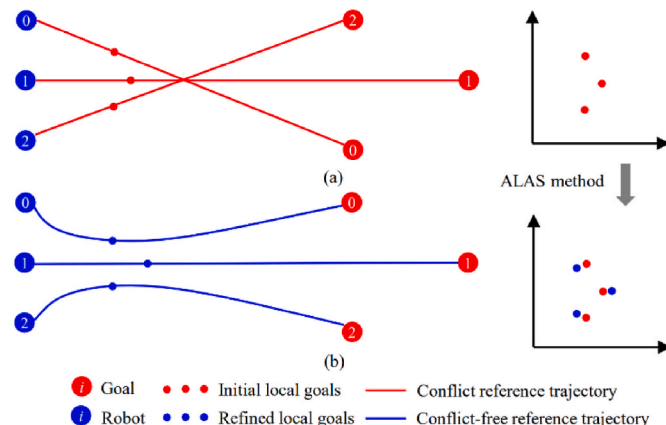 0 2
1 1
2 0
(a)
ALAS method
0 0
1 1
2 2
(b)
i Goal Initial local goals Conflict reference trajectory
i Robot Refined local goals Conflict-free reference trajectory